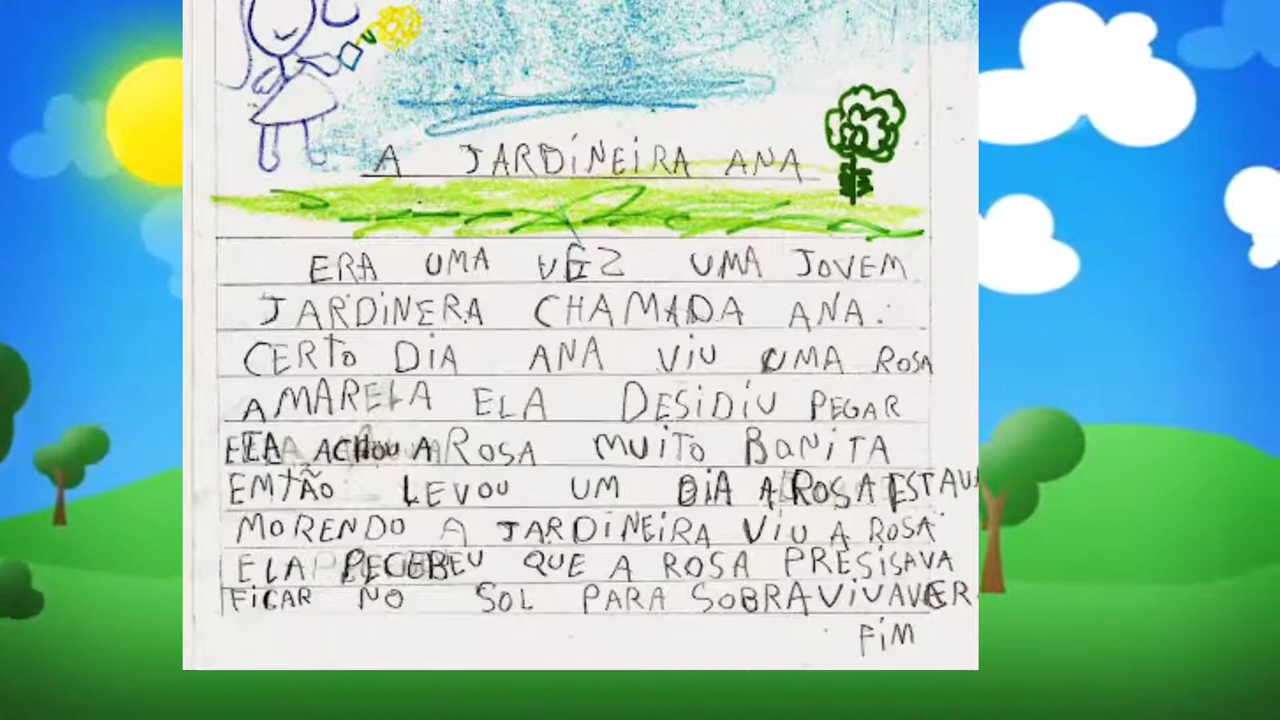 A JARDINEIRA ANA
ERA UMA VEZ UMA JOVEM
JARDINERA CHAMADA ANA.
CERTO DIA ANA VIU UMA ROSA
AMARELA ELA DESIDIU PEGAR
ELA ACHOU A ROSA MUITO BONITA
EMTÃO LEVOU UM DIA A ROSA ESTAVA
MORENDO A JARDINEIRA VIU A ROSA
ELA PECEBEU QUE A ROSA PRESISAVA
FICAR NO SOL PARA SOBRAVIVAVER
FIM